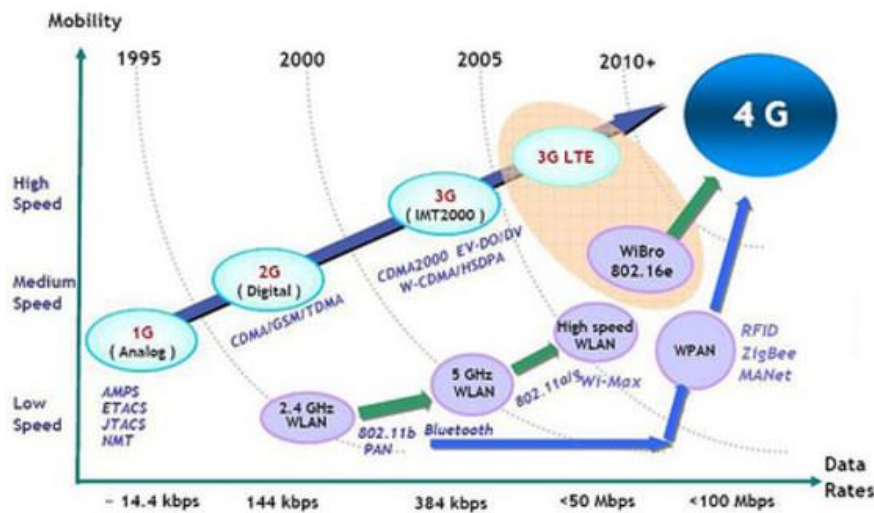 Mobility
1995
2000
2005
2010+
4 G
3G LTE
High
Speed
3G
( IMT2000 )
WiBro
802.16e
CDMA2000 EV-DO/DV
W-CDMA/HSDPA
2G
( Digital )
Medium
Speed
CDMA/GSM/TDMA
1G
( Analog )
High speed
WLAN
WPAN
RFID
ZigBee
MANet
5 GHz
WLAN
802.11a/g
Wi-Max
AMPS
ETACS
JTACS
NMT
Low
Speed
2.4 GHz
WLAN
802.11b
PAN
Bluetooth
Data
Rates
~ 14.4 kbps
144 kbps
384 kbps
<50 Mbps
<100 Mbps